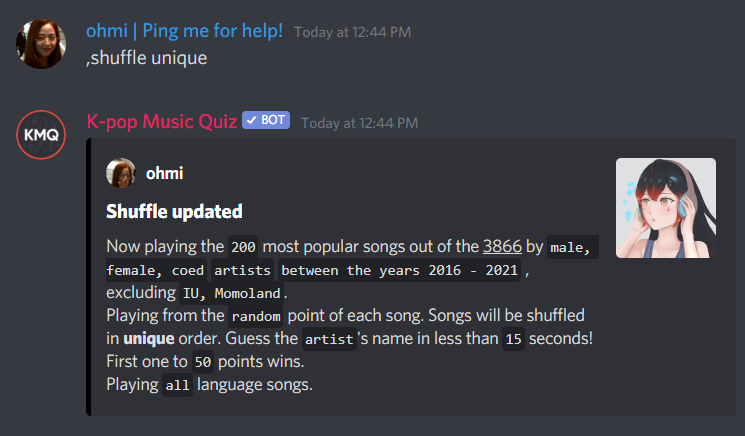 ohmi | Ping me for help! Today at 12:44 PM
,shuffle unique
KMQ
K-pop Music Quiz ✓ BOT Today at 12:44 PM
ohmi
Shuffle updated
Now playing the 200 most popular songs out of the 3866 by male,
female, coed artists between the years 2016 - 2021 ,
excluding IU, Momoland.
Playing from the random point of each song. Songs will be shuffled
in unique order. Guess the artist's name in less than 15 seconds!
First one to 50 points wins.
Playing all language songs.